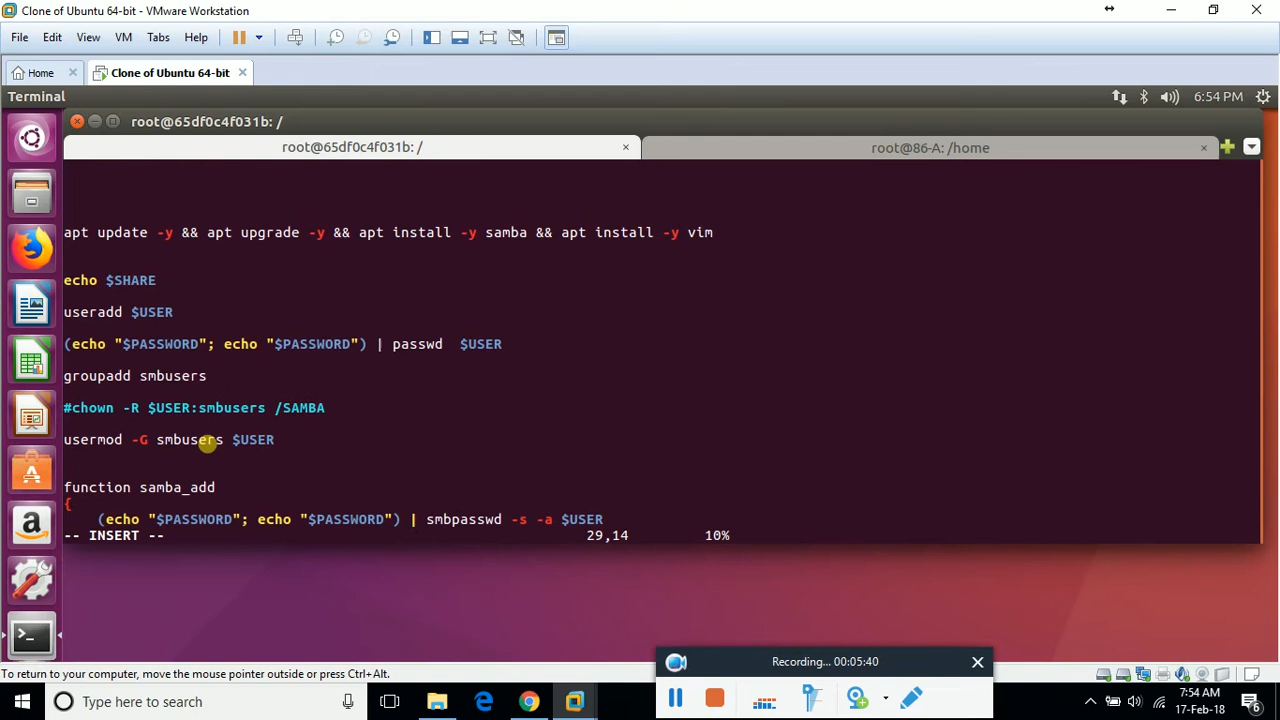 Clone of Ubuntu 64-bit - VMware Workstation
File Edit View VM Tabs Help
Home Clone of Ubuntu 64-bit
Terminal 6:54 PM
root@65df0c4f031b: /
root@65df0c4f031b: / root@86-A: /home
apt update -y && apt upgrade -y && apt install -y samba && apt install -y vim
echo $SHARE
useradd $USER
(echo "$PASSWORD"; echo "$PASSWORD") | passwd  $USER
groupadd smbusers
#chown -R $USER:smbusers /SAMBA
usermod -G smbusers $USER
function samba_add
{
(echo "$PASSWORD"; echo "$PASSWORD") | smbpasswd -s -a $USER
-- INSERT -- 29,14 10%
Recording... 00:05:40
To return to your computer, move the mouse pointer outside or press Ctrl+Alt.
Type here to search
7:54 AM
17-Feb-18
6